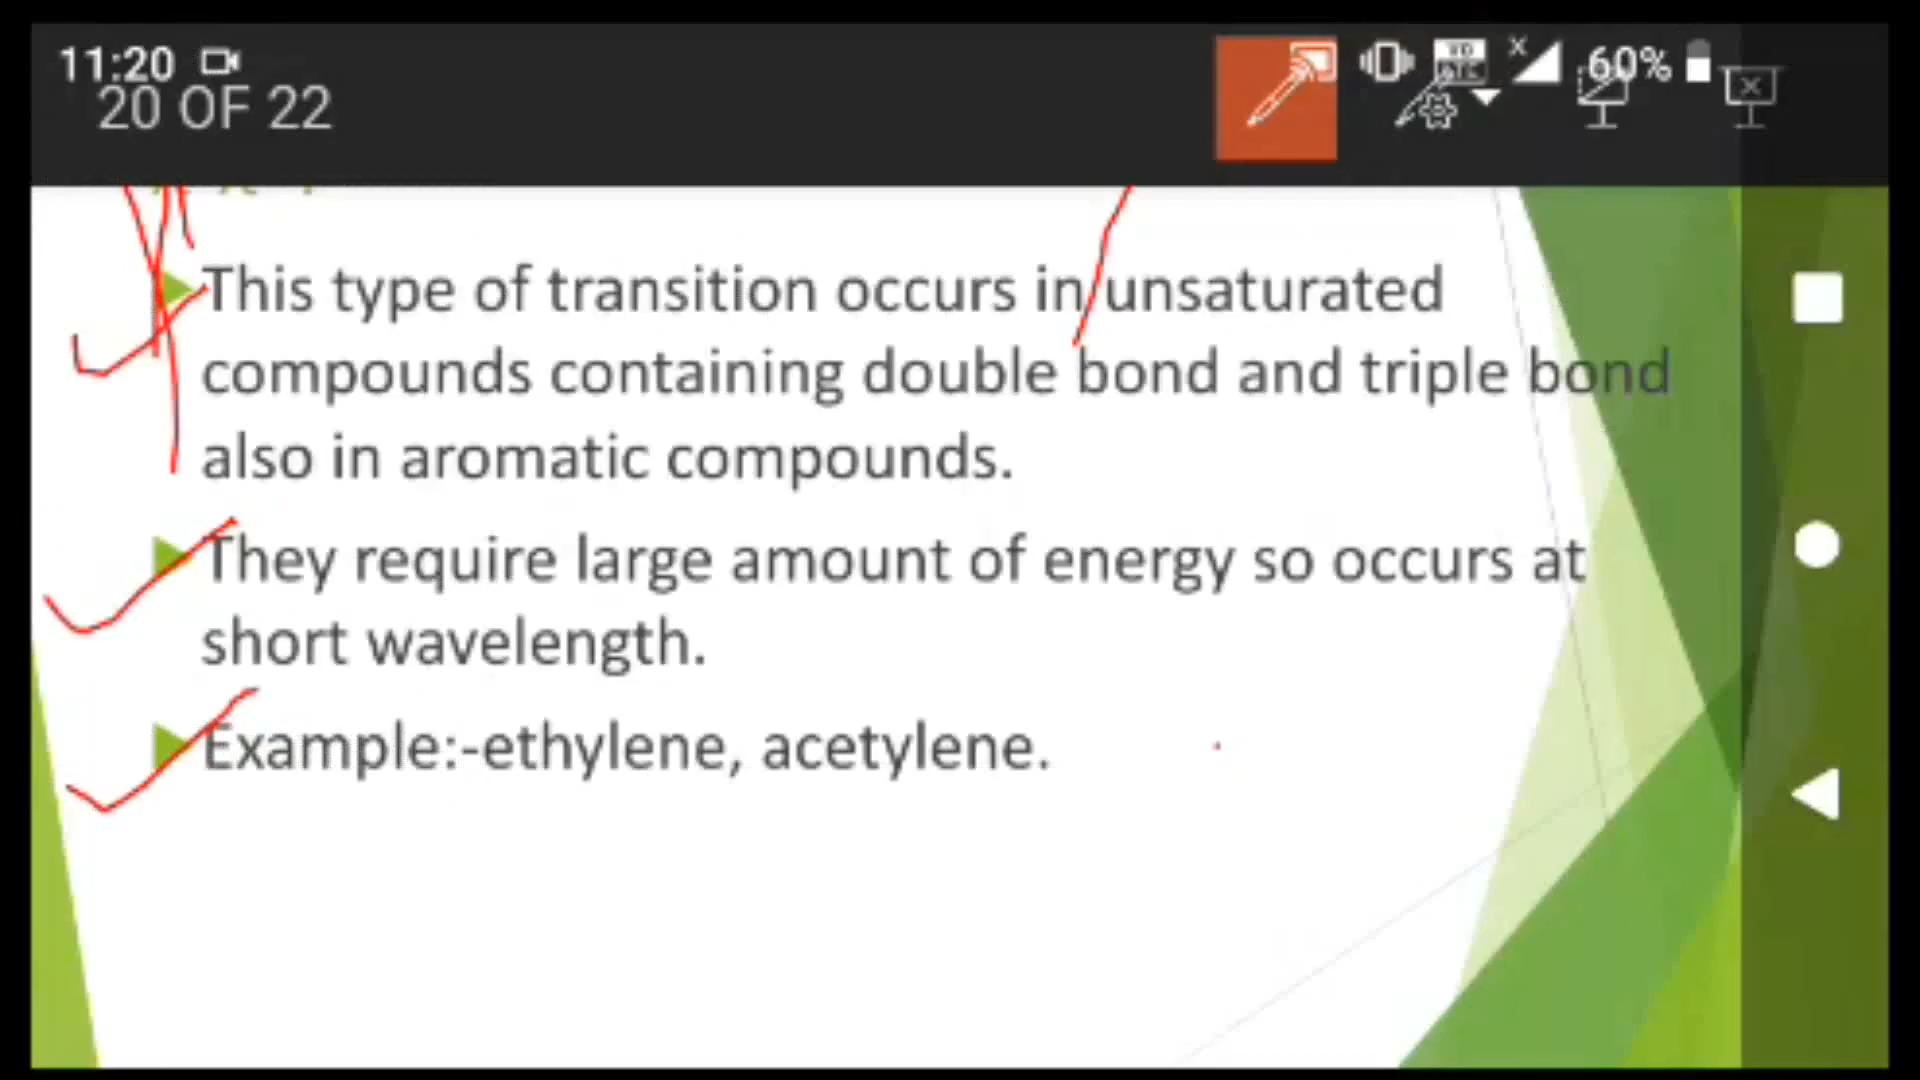 11:20
60%
20 OF 22
This type of transition occurs in unsaturated
compounds containing double bond and triple bond
also in aromatic compounds.
They require large amount of energy so occurs at
short wavelength.
Example:-ethylene, acetylene.